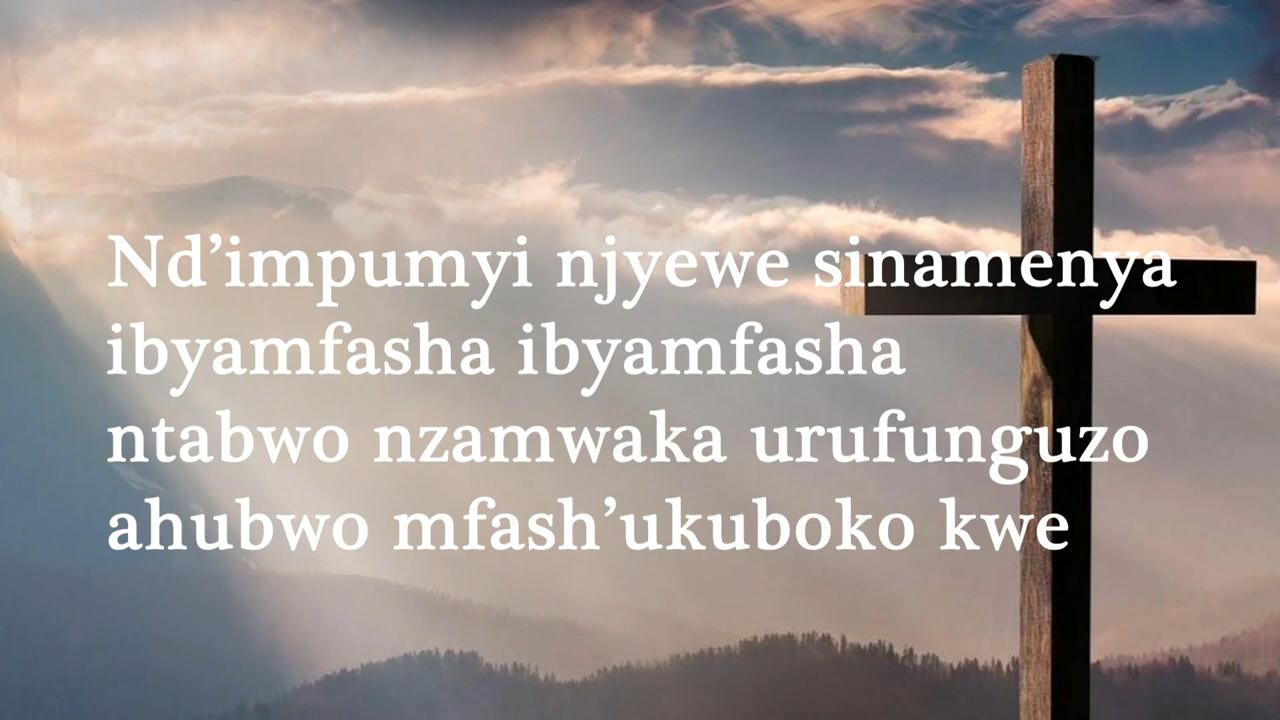 Nd’impumyi njyewe sinamenya
ibyamfasha ibyamfasha
ntabwo nzamwaka urufunguzo
ahubwo mfash’ukuboko kwe